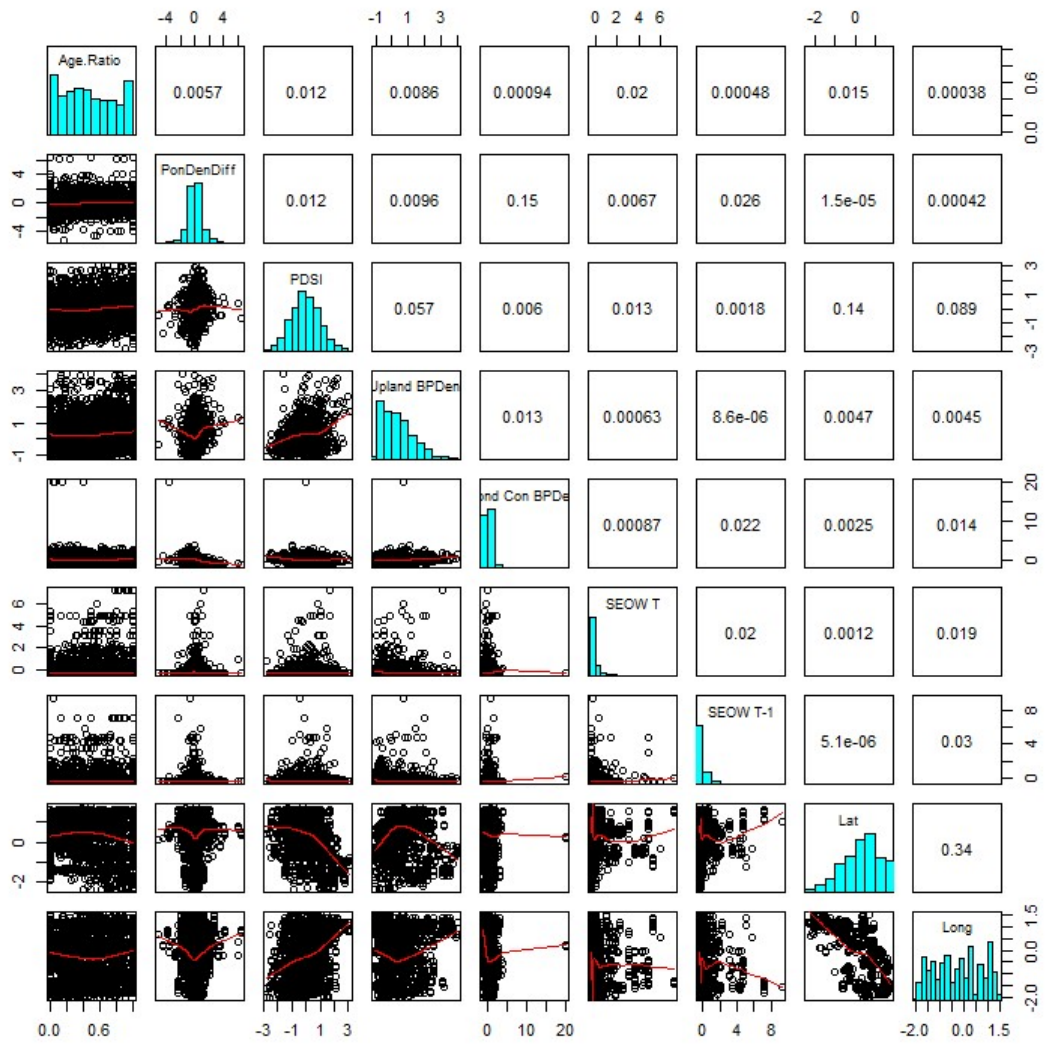 -4 0 4 -1 1 3 0 2 4 6 -2 0
Age.Ratio 0.0057 0.012 0.0086 0.00094 0.02 0.00048 0.015 0.00038 0.0 0.6
-4 0 4 PonDenDiff 0.012 0.0096 0.15 0.0067 0.026 1.5e-05 0.00042
PDSI 0.057 0.006 0.013 0.0018 0.14 0.089 -3 -1 1 3
-1 1 3 Upland BPDen 0.013 0.00063 8.6e-06 0.0047 0.0045
ond Con BPDe 0.00087 0.022 0.0025 0.014 0 10 20
0 2 4 6 SEOW T 0.02 0.0012 0.019
SEOW T-1 5.1e-06 0.03 0 4 8
-2 0 Lat 0.34
Long -2.0 0.0 1.5
0.0 0.6 -3 -1 1 3 0 10 20 0 4 8 -2.0 0.0 1.5